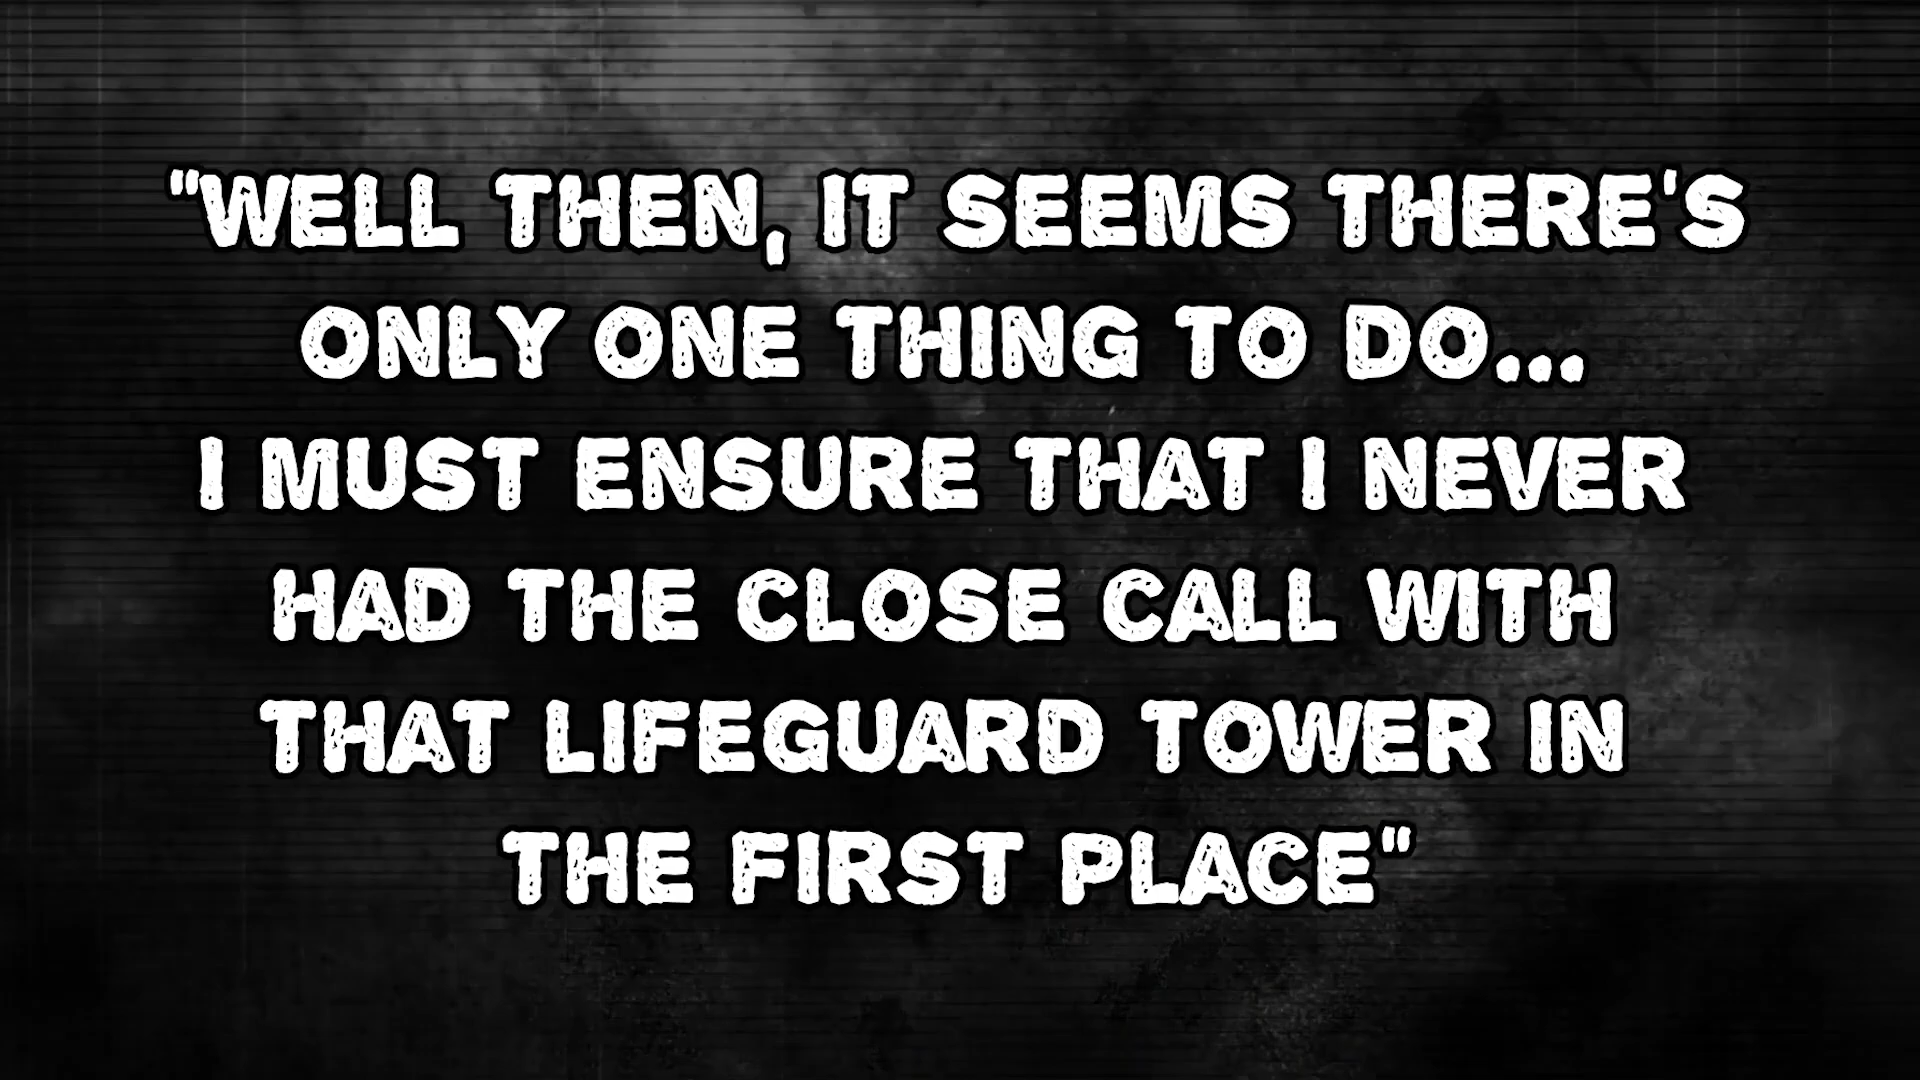 "WELL THEN, IT SEEMS THERE'S
ONLY ONE THING TO DO...
I MUST ENSURE THAT I NEVER
HAD THE CLOSE CALL WITH
THAT LIFEGUARD TOWER IN
THE FIRST PLACE"